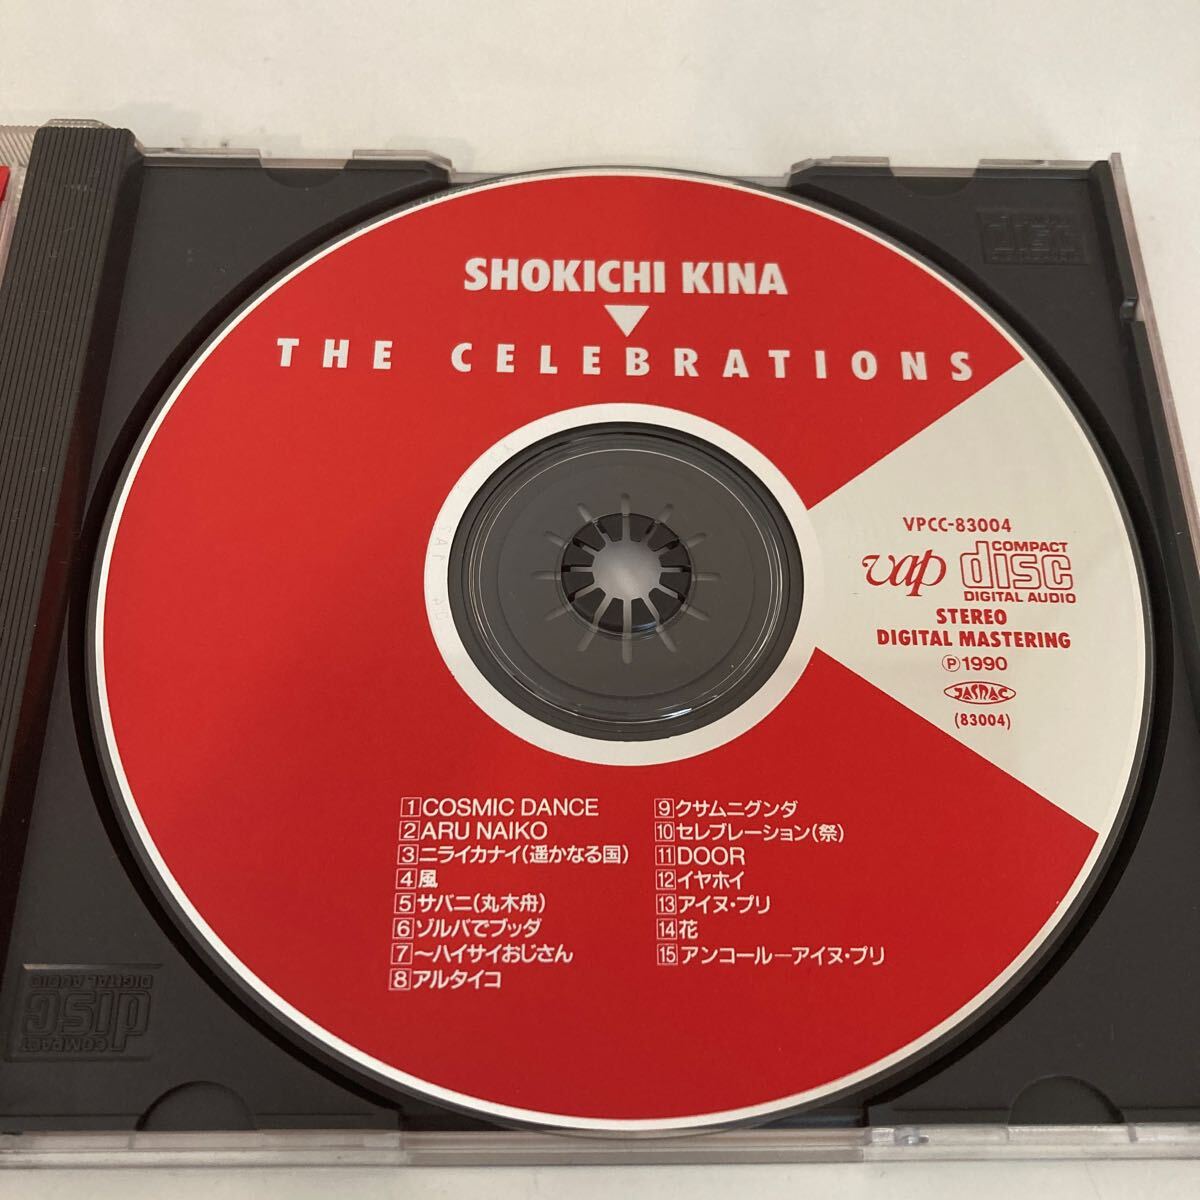 SHOKICHI KINA
THE CELEBRATIONS
VPCC-83004
vap
COMPACT
disc
DIGITAL AUDIO
STEREO
DIGITAL MASTERING
Ⓟ1990
JASRAC
(83004)
1 COSMIC DANCE
2 ARU NAIKO
3 ニライカナイ(遥かなる国)
4 風
5 サバニ(丸木舟)
6 ゾルバでブッダ
7 〜ハイサイおじさん
8 アルタイコ
9 クサムニグンダ
10 セレブレーション(祭)
11 DOOR
12 イヤホイ
13 アイヌ・プリ
14 花
15 アンコール―アイヌ・プリ
COMPACT
disc
DIGITAL AUDIO